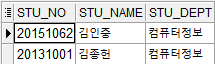 STU_NO STU_NAME STU_DEPT
20151062 김인중 컴퓨터정보
20131001 김종헌 컴퓨터정보